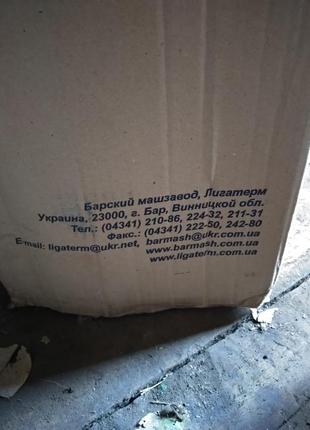 Барский машзавод, Лигатерм
Украина, 23000, г. Бар, Винницкой обл.
Тел.: (04341) 210-86, 224-32, 211-31
Факс.: (04341) 222-50, 242-80
E-mail: ligaterm@ukr.net, barmash@ukr.com.ua
www.barmash.com.ua
www.ligaterm.com.ua